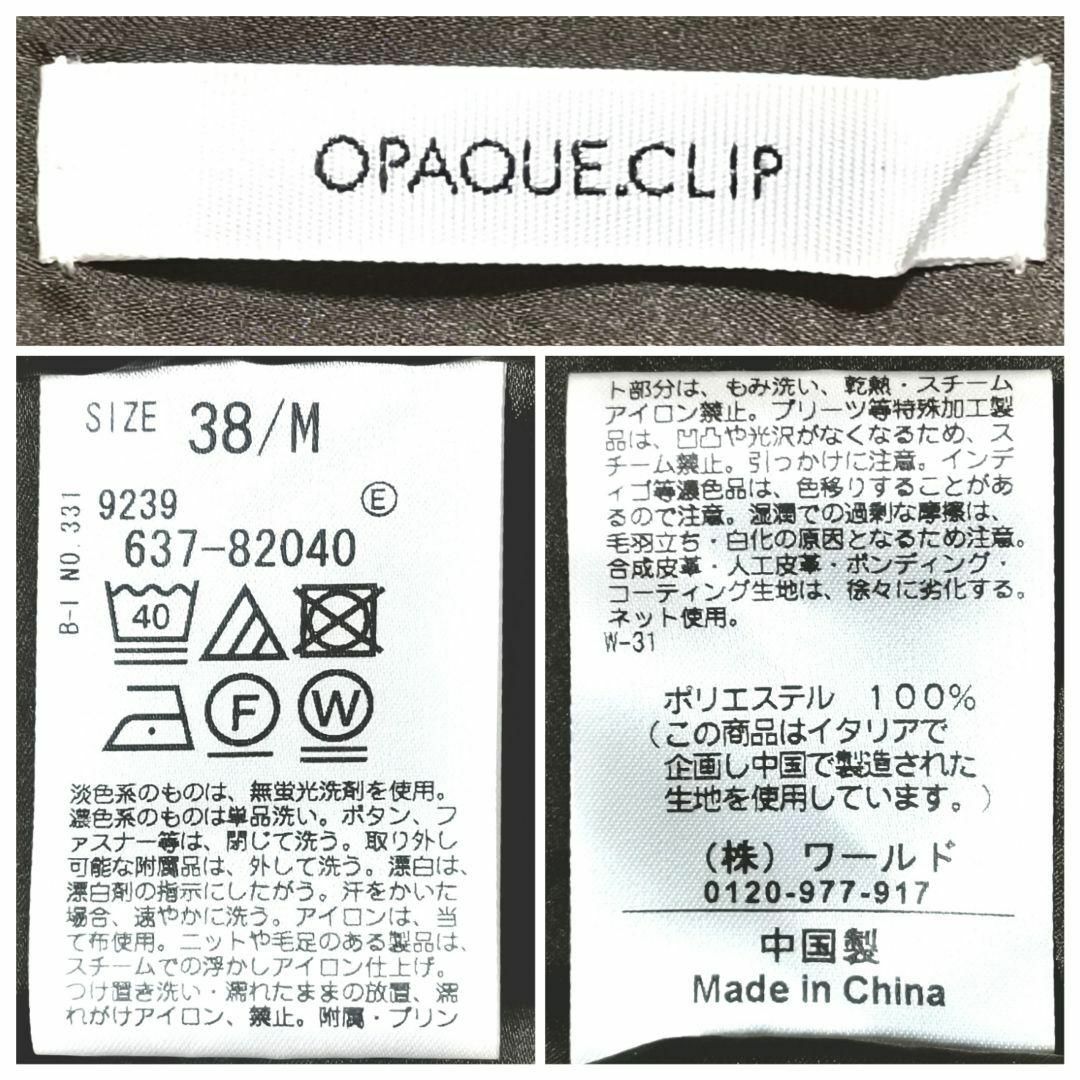 OPAQUE.CLIP
SIZE 38/M
B-I NO.331
9239 E
637-82040
40
F W
淡色系のものは、無蛍光洗剤を使用。
濃色系のものは単品洗い。ボタン、フ
ァスナー等は、閉じて洗う。取り外し
可能な附属品は、外して洗う。漂白は、
漂白剤の指示にしたがう。汗をかいた
場合、速やかに洗う。アイロンは、当
て布使用。ニットや毛足のある製品は、
スチームでの浮かしアイロン仕上げ。
つけ置き洗い・濡れたままの放置、濡
れがけアイロン、禁止。附属・プリン
ト部分は、もみ洗い、乾熱・スチーム
アイロン禁止。プリーツ等特殊加工製
品は、凹凸や光沢がなくなるため、ス
チーム禁止。引っかけに注意。インデ
ィゴ等濃色品は、色移りすることがあ
るので注意。湿潤での過剰な摩擦は、
毛羽立ち・白化の原因となるため注意。
合成皮革・人工皮革・ボンディング・
コーティング生地は、徐々に劣化する。
ネット使用。
W-31
ポリエステル 100%
(この商品はイタリアで
企画し中国で製造された
生地を使用しています。)
(株) ワールド
0120-977-917
中国製
Made in China